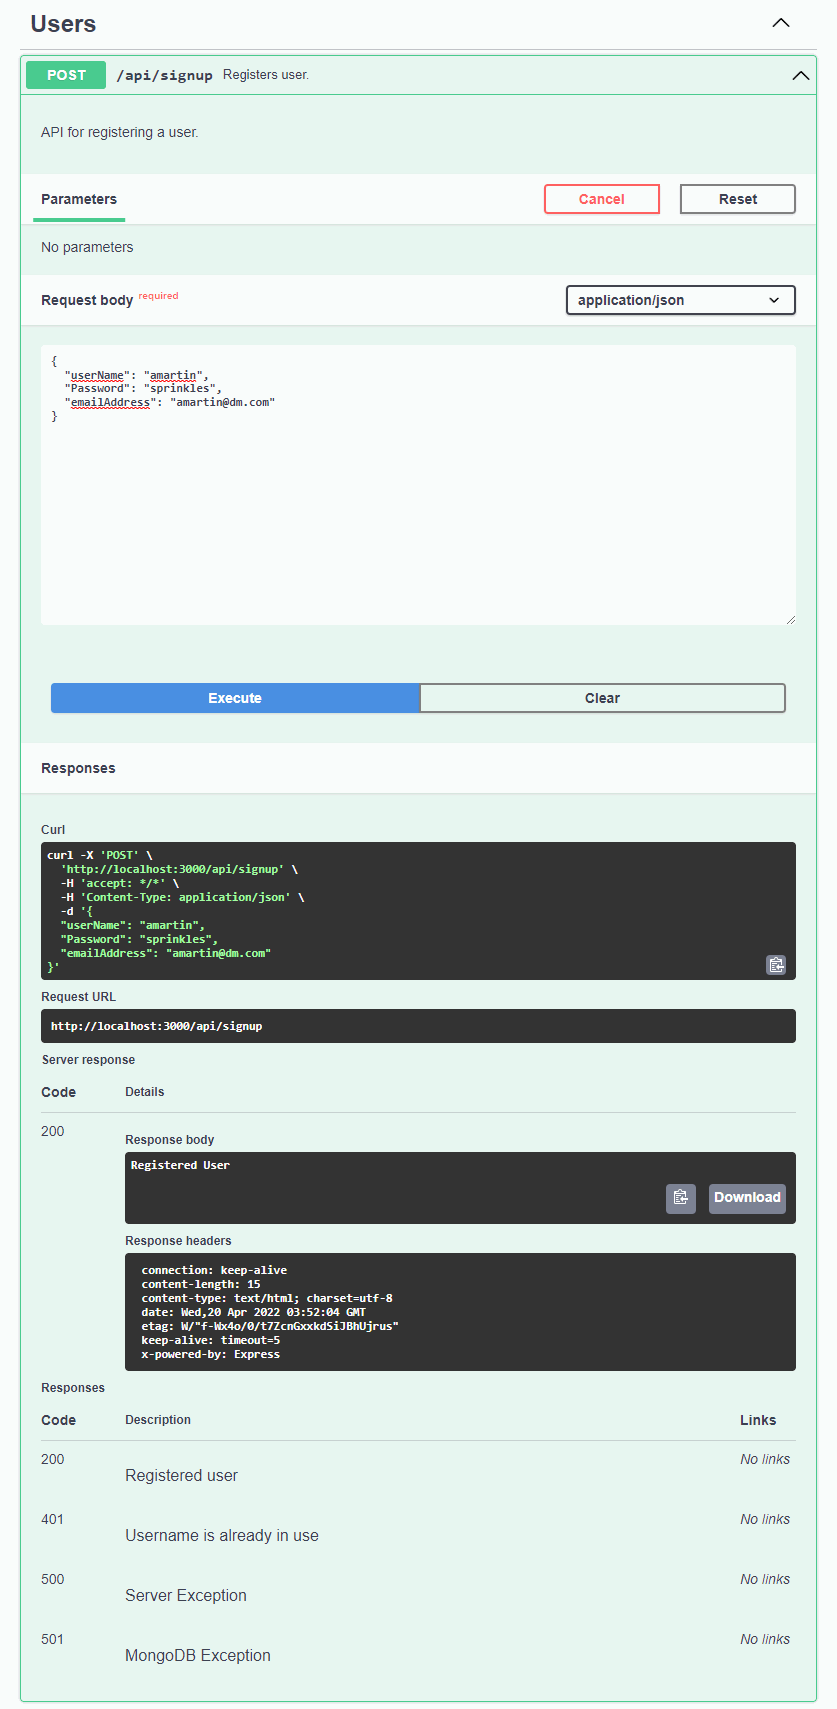 Users
POST /api/signup Registers user.
API for registering a user.
Parameters Cancel Reset
No parameters
Request body required application/json
{
"userName": "amartin",
"Password": "sprinkles",
"emailAddress": "amartin@dm.com"
}
Execute Clear
Responses
Curl
curl -X 'POST' \
'http://localhost:3000/api/signup' \
-H 'accept: */*' \
-H 'Content-Type: application/json' \
-d '{
"userName": "amartin",
"Password": "sprinkles",
"emailAddress": "amartin@dm.com"
}'
Request URL
http://localhost:3000/api/signup
Server response
Code Details
200
Response body
Registered User
Download
Response headers
connection: keep-alive
content-length: 15
content-type: text/html; charset=utf-8
date: Wed,20 Apr 2022 03:52:04 GMT
etag: W/"f-Wx4o/0/t7ZcnGxxkdSiJBhUjrus"
keep-alive: timeout=5
x-powered-by: Express
Responses
Code Description Links
200 No links
Registered user
401 No links
Username is already in use
500 No links
Server Exception
501 No links
MongoDB Exception